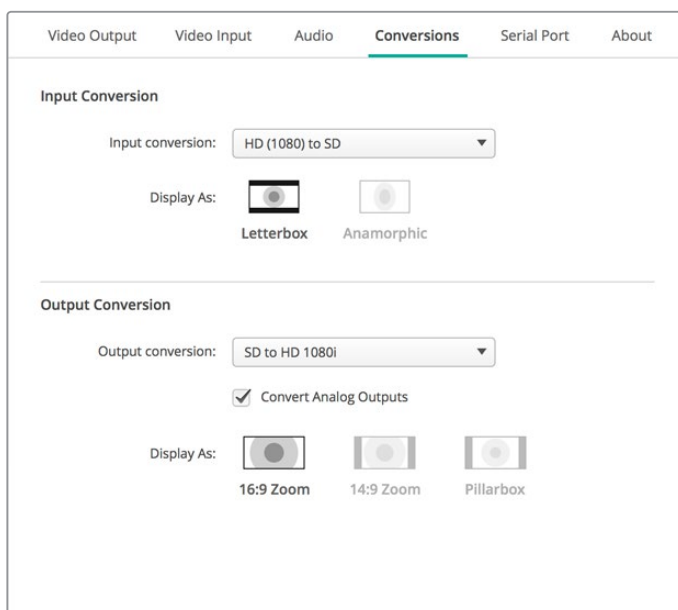 Video Output Video Input Audio Conversions Serial Port About
Input Conversion
Input conversion: HD (1080) to SD
Display As:
Letterbox Anamorphic
Output Conversion
Output conversion: SD to HD 1080i
Convert Analog Outputs
Display As:
16:9 Zoom 14:9 Zoom Pillarbox